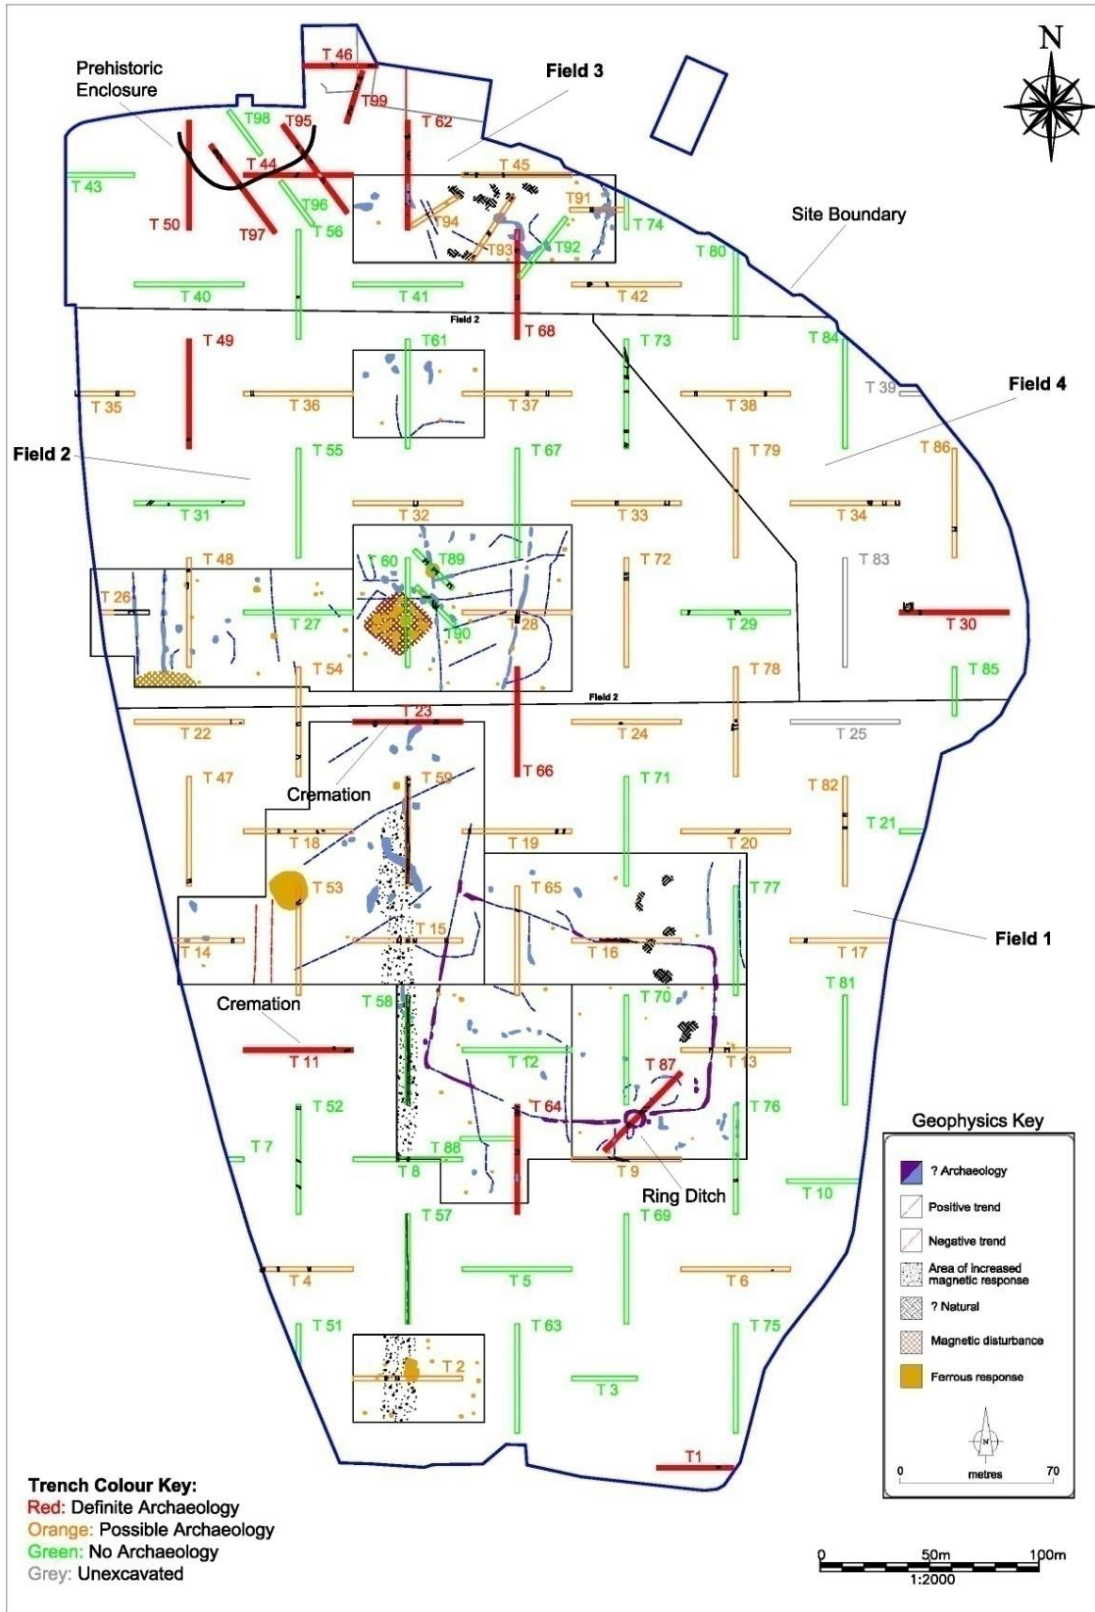 N
T 46
Prehistoric
Enclosure
Field 3
T99
T98
T95
T 62
T 44
T 45
T 43
T96
T91
T 50
T97
T 56
T94
T93
T92
T 74
Site Boundary
T 80
T 40
T 41
T 42
Field 2
T 49
T61
T 68
T 73
T 84
T 39
Field 4
T 35
T 36
T 37
T 38
Field 2
T 55
T 67
T 79
T 86
T 31
T 32
T 33
T 34
T 48
T 60
T89
T 72
T 83
T 26
T 27
T90
T 28
T 29
T 30
T 54
T 78
T 85
Field 2
T 22
T 23
T 24
T 25
T 47
T 59
T 66
T 71
T 82
Cremation
T 21
T 18
T 19
T 20
T 53
T 65
T 77
T 14
T 15
T 16
T 17
Field 1
Cremation
T 58
T 70
T 81
T 11
T 12
T 87
T 13
T 52
T 64
T 76
T 7
T 88
T 8
T 9
T 10
Ring Ditch
T 57
T 69
T 4
T 5
T 6
T 51
T 63
T 75
T 2
T 3
T1
Geophysics Key
? Archaeology
Positive trend
Negative trend
Area of increased
magnetic response
? Natural
Magnetic disturbance
Ferrous response
N
0 metres 70
Trench Colour Key:
Red: Definite Archaeology
Orange: Possible Archaeology
Green: No Archaeology
Grey: Unexcavated
0 50m 100m
1:2000